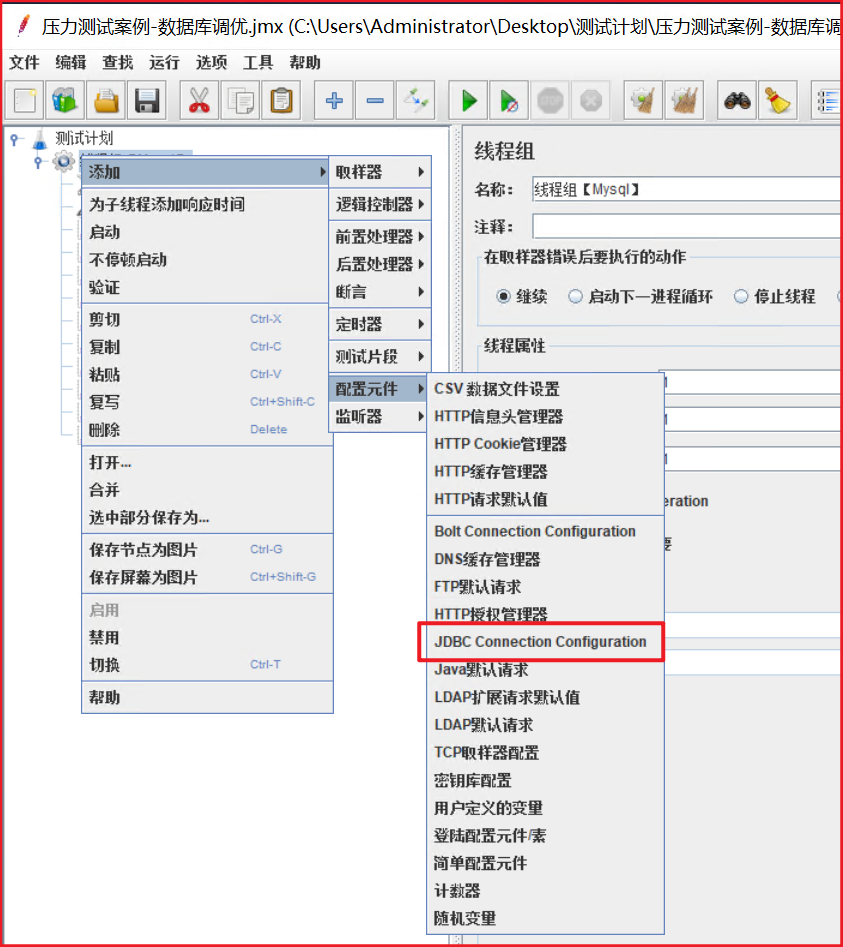 压力测试案例-数据库调优.jmx (C:\Users\Administrator\Desktop\测试计划\压力测试案例-数据库调
文件 编辑 查找 运行 选项 工具 帮助
测试计划
添加
为子线程添加响应时间
启动
不停顿启动
验证
剪切 Ctrl-X
复制 Ctrl-C
粘贴 Ctrl-V
复写 Ctrl+Shift-C
删除 Delete
打开...
合并
选中部分保存为...
保存节点为图片 Ctrl-G
保存屏幕为图片 Ctrl+Shift-G
启用
禁用
切换 Ctrl-T
帮助
取样器
逻辑控制器
前置处理器
后置处理器
断言
定时器
测试片段
配置元件
监听器
CSV 数据文件设置
HTTP信息头管理器
HTTP Cookie管理器
HTTP缓存管理器
HTTP请求默认值
Bolt Connection Configuration
DNS缓存管理器
FTP默认请求
HTTP授权管理器
JDBC Connection Configuration
Java默认请求
LDAP扩展请求默认值
LDAP默认请求
TCP取样器配置
密钥库配置
用户定义的变量
登陆配置元件/素
简单配置元件
计数器
随机变量
线程组
名称： 线程组【Mysql】
注释：
在取样器错误后要执行的动作
继续 启动下一进程循环 停止线程
线程属性
eration
要